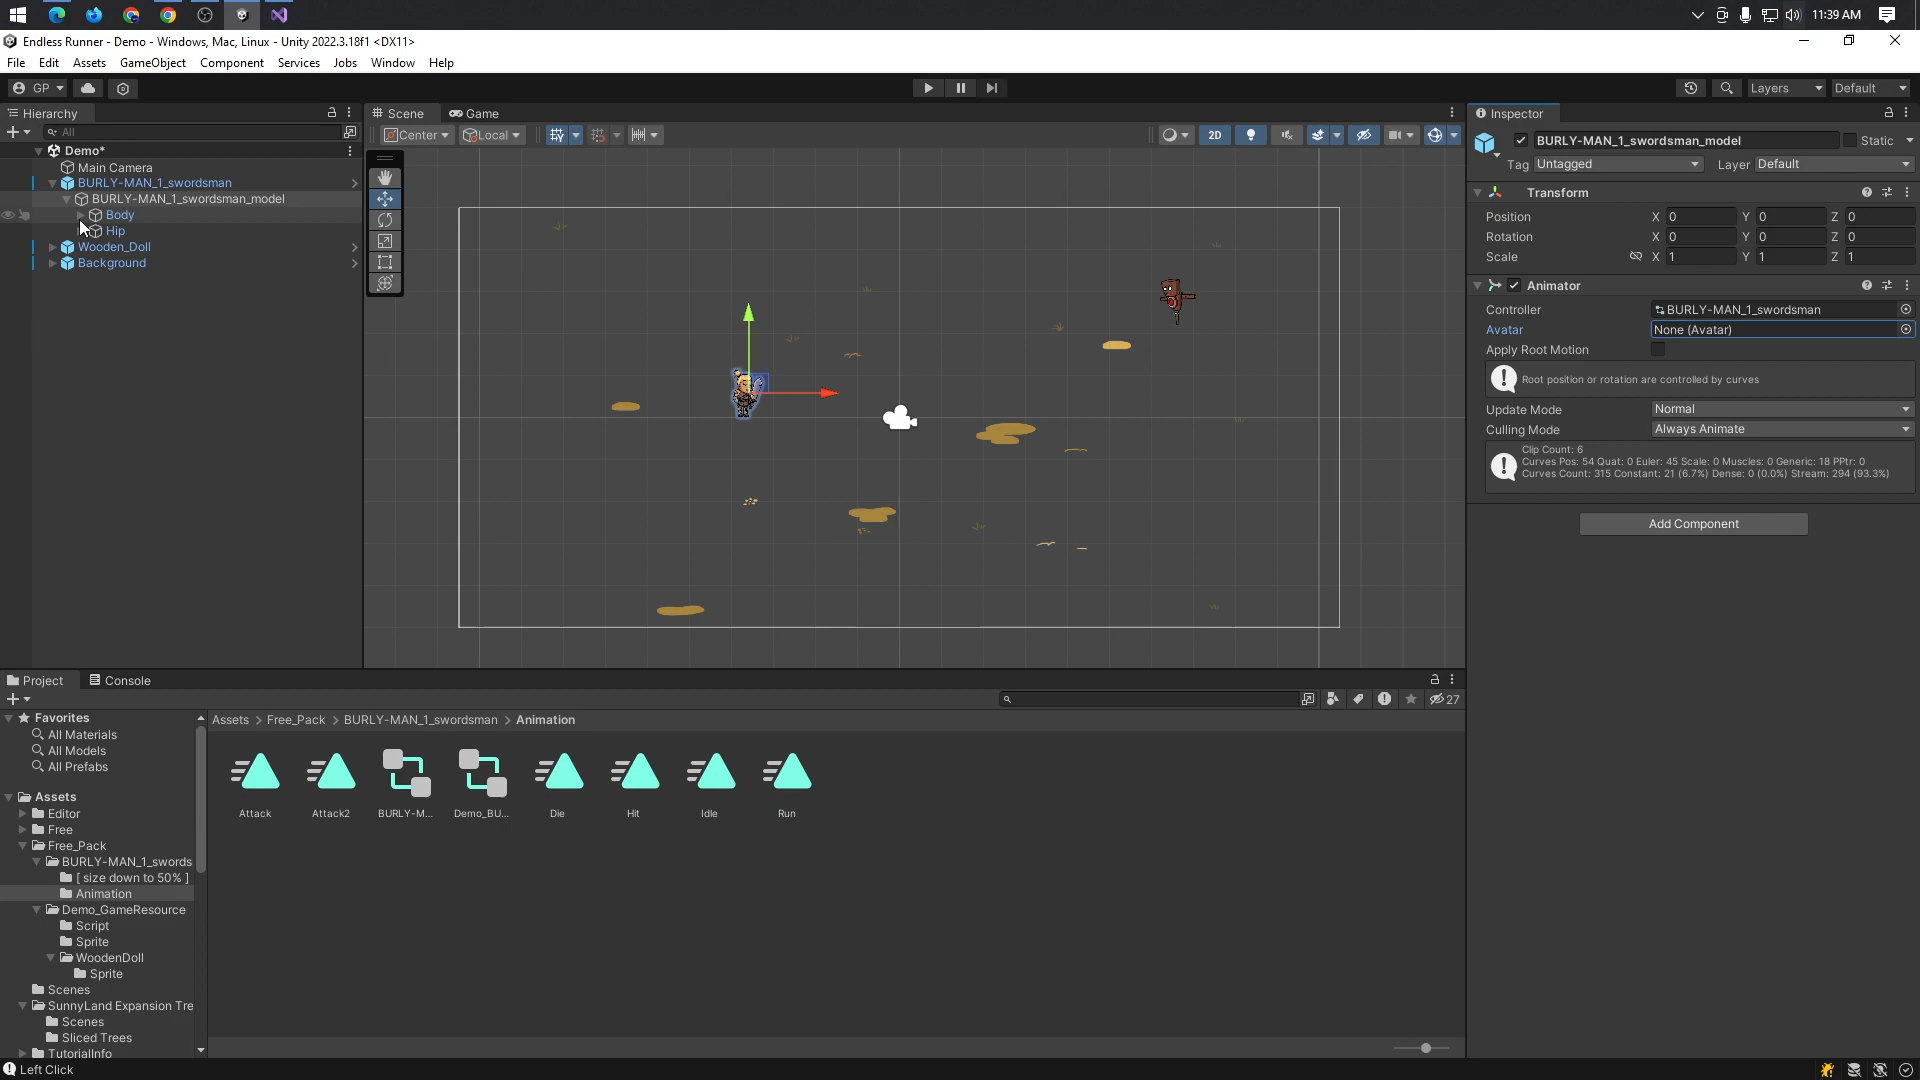 11:39 AM
Endless Runner - Demo - Windows, Mac, Linux - Unity 2022.3.18f1 <DX11>
File Edit Assets GameObject Component Services Jobs Window Help
GP Layers Default
Hierarchy Scene Game Inspector
All Center Local 2D
BURLY-MAN_1_swordsman_model Static
Tag Untagged Layer Default
Demo*
Main Camera
BURLY-MAN_1_swordsman
BURLY-MAN_1_swordsman_model
Body
Hip
Wooden_Doll
Background
Transform
Position X 0 Y 0 Z 0
Rotation X 0 Y 0 Z 0
Scale X 1 Y 1 Z 1
Animator
Controller BURLY-MAN_1_swordsman
Avatar None (Avatar)
Apply Root Motion
Root position or rotation are controlled by curves
Update Mode Normal
Culling Mode Always Animate
Clip Count: 6
Curves Pos: 54 Quat: 0 Euler: 45 Scale: 0 Muscles: 0 Generic: 18 PPtr: 0
Curves Count: 315 Constant: 21 (6.7%) Dense: 0 (0.0%) Stream: 294 (93.3%)
Add Component
Project Console
27
Favorites
All Materials
All Models
All Prefabs
Assets
Editor
Free
Free_Pack
BURLY-MAN_1_swords
[ size down to 50% ]
Animation
Demo_GameResource
Script
Sprite
WoodenDoll
Sprite
Scenes
SunnyLand Expansion Tre
Scenes
Sliced Trees
TutorialInfo
Assets > Free_Pack > BURLY-MAN_1_swordsman > Animation
Attack Attack2 BURLY-M... Demo_BU... Die Hit Idle Run
Left Click